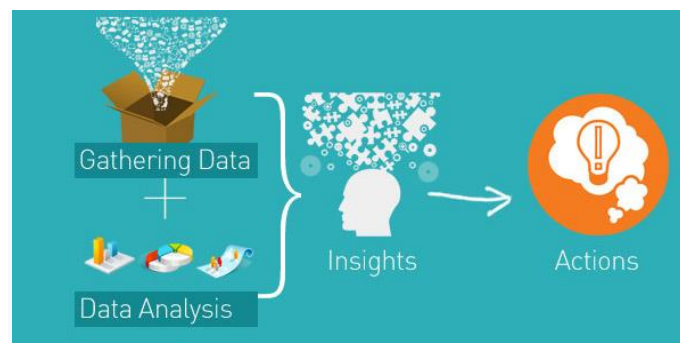 Gathering Data
+
Data Analysis
Insights
Actions